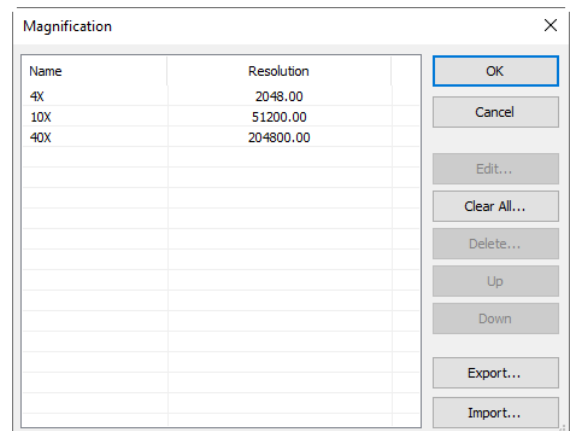 Magnification
Name Resolution
4X 2048.00
10X 51200.00
40X 204800.00
OK
Cancel
Edit...
Clear All...
Delete...
Up
Down
Export...
Import...